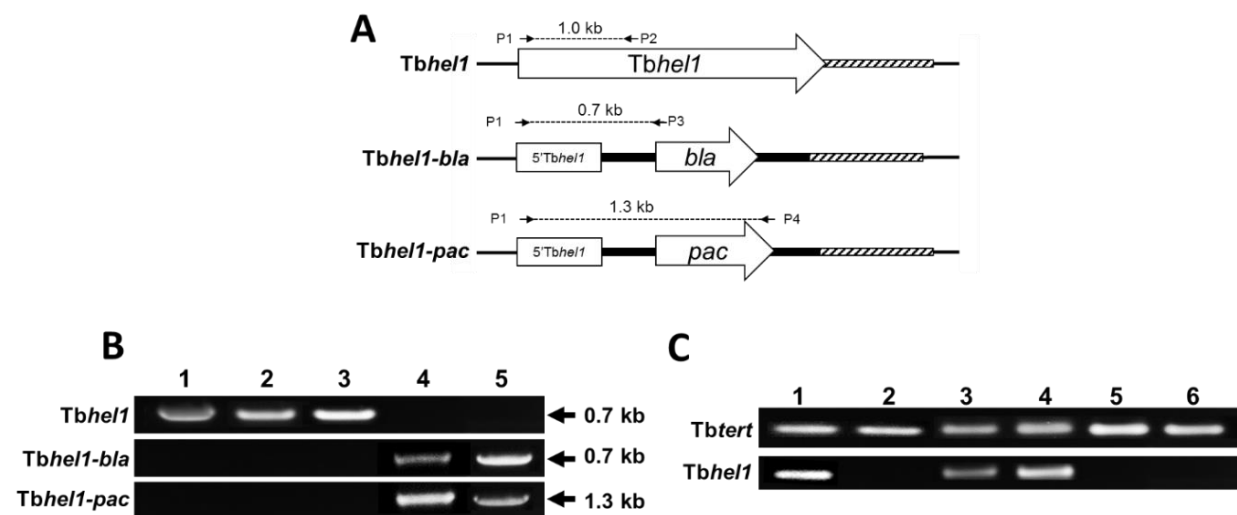 A
1.0 kb
P1 P2
Tbhel1 Tbhel1
0.7 kb
P1 P3
Tbhel1-bla 5'Tbhel1 bla
1.3 kb
P1 P4
Tbhel1-pac 5'Tbhel1 pac
B
1 2 3 4 5
Tbhel1 0.7 kb
Tbhel1-bla 0.7 kb
Tbhel1-pac 1.3 kb
C
1 2 3 4 5 6
Tbtert
Tbhel1